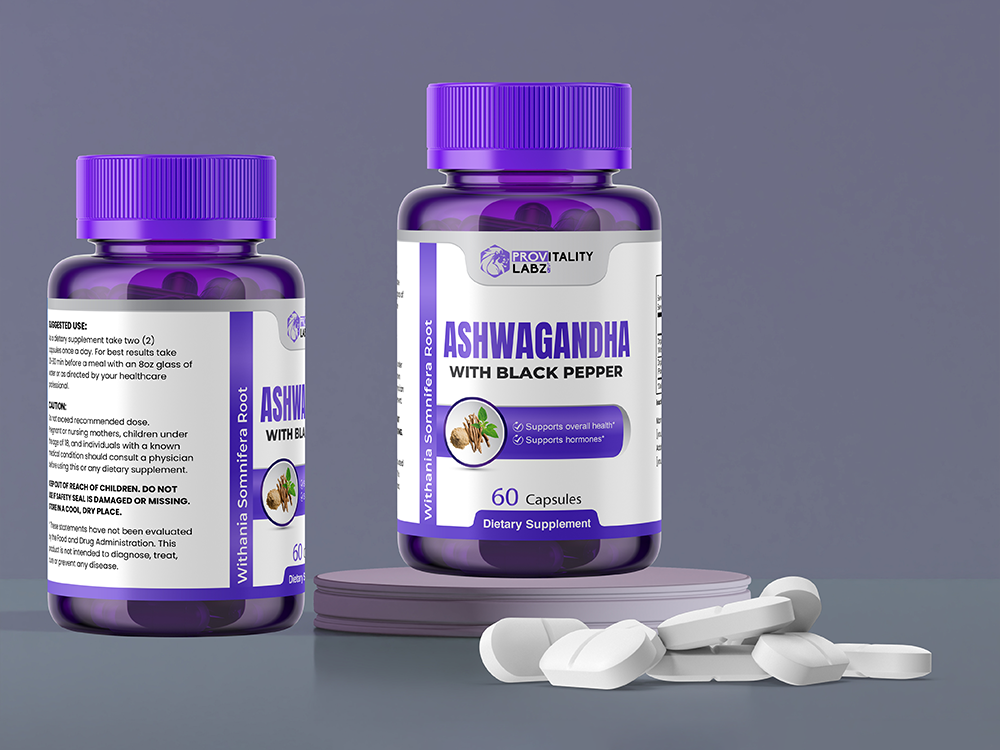 SUGGESTED USE:
As a dietary supplement take two (2)
capsules once a day. For best results take
min before a meal with an 8oz glass of
water or as directed by your healthcare
professional.
CAUTION:
Do not exceed recommended dose.
Pregnant or nursing mothers, children under
the age of 18, and individuals with a known
medical condition should consult a physician
before using this or any dietary supplement.
KEEP OUT OF REACH OF CHILDREN. DO NOT
USE IF SAFETY SEAL IS DAMAGED OR MISSING.
STORE IN A COOL, DRY PLACE.
*These statements have not been evaluated
by the Food and Drug Administration. This
product is not intended to diagnose, treat,
cure or prevent any disease.
Withania Somnifera Root
ASHWA
WITH BLA
60
Dietary
Withania Somnifera Root
PROVITALITY
LABZ
ASHWAGANDHA
WITH BLACK PEPPER
Supports overall health*
Supports hormones*
60 Capsules
Dietary Supplement